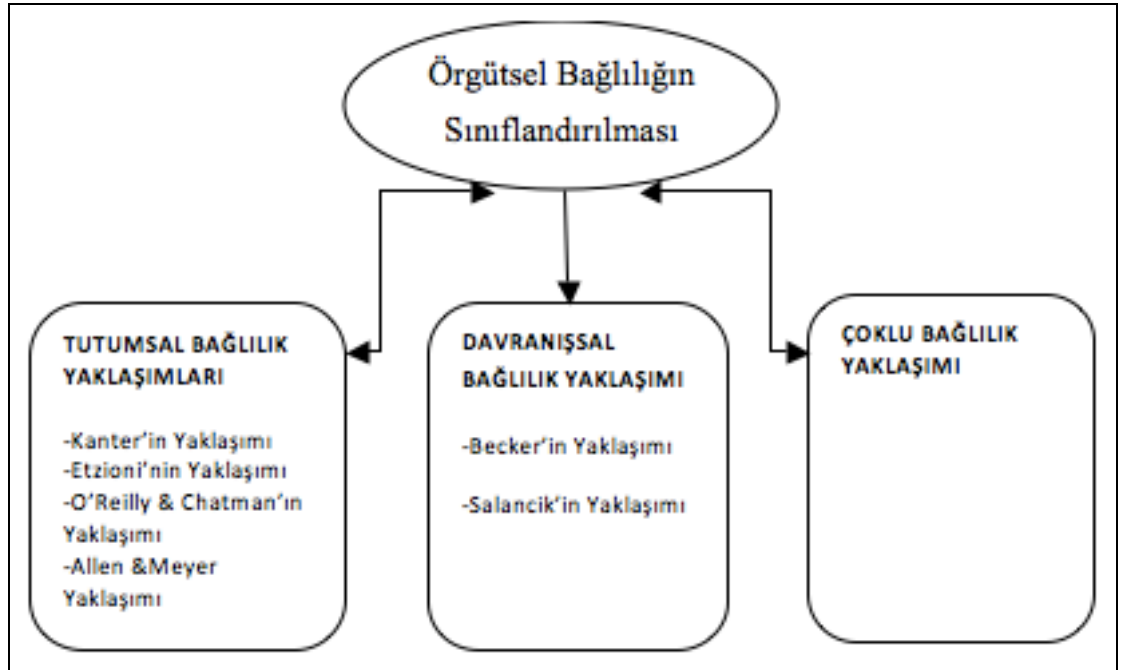 Örgütsel Bağlılığın
Sınıflandırılması
TUTUMSAL BAĞLILIK
YAKLAŞIMLARI
-Kanter’in Yaklaşımı
-Etzioni’nin Yaklaşımı
-O’Reilly & Chatman’ın
Yaklaşımı
-Allen &Meyer
Yaklaşımı
DAVRANIŞSAL
BAĞLILIK YAKLAŞIMI
-Becker’in Yaklaşımı
-Salancik’in Yaklaşımı
ÇOKLU BAĞLILIK
YAKLAŞIMI